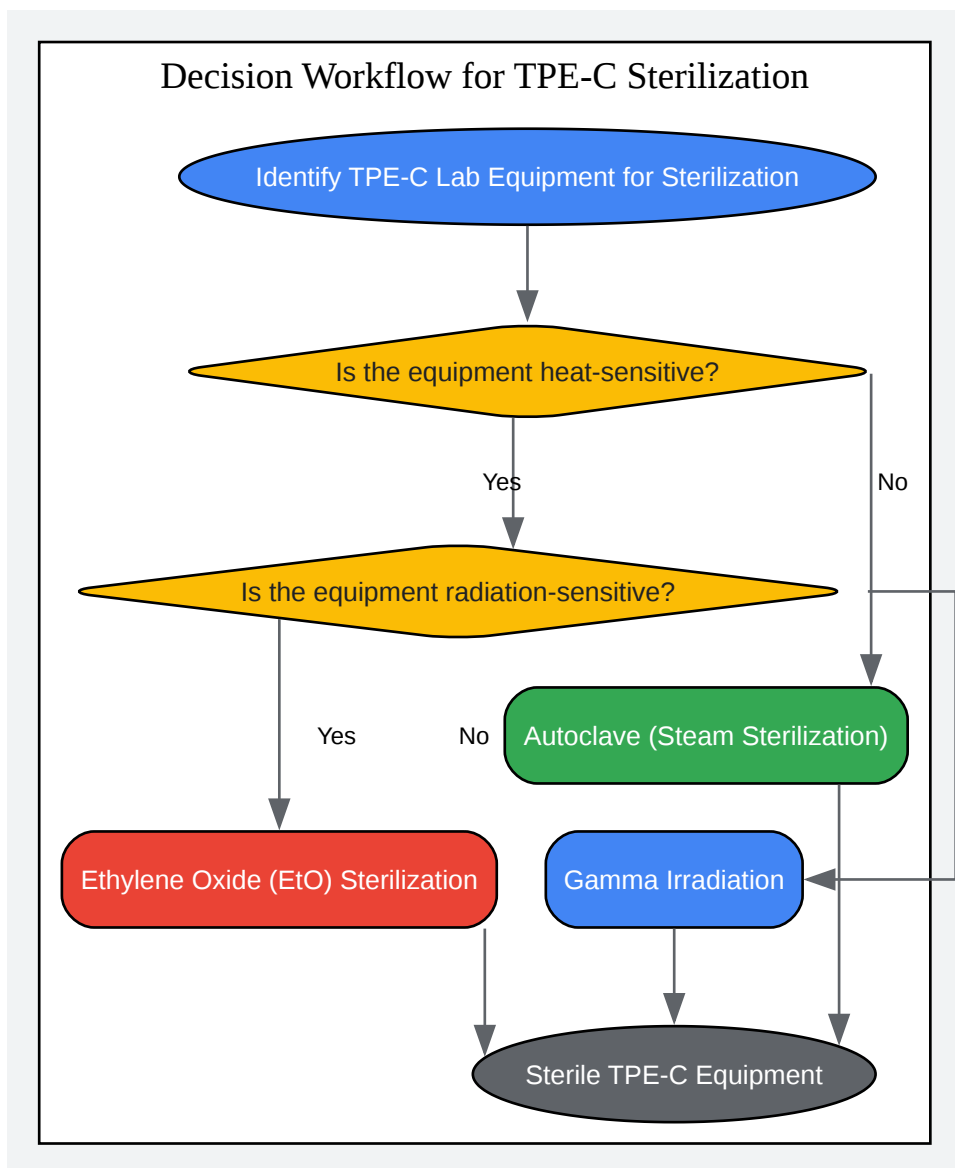 Decision Workflow for TPE-C Sterilization
Identify TPE-C Lab Equipment for Sterilization
Is the equipment heat-sensitive?
Yes
No
Is the equipment radiation-sensitive?
Yes
No
Autoclave (Steam Sterilization)
Ethylene Oxide (EtO) Sterilization
Gamma Irradiation
Sterile TPE-C Equipment